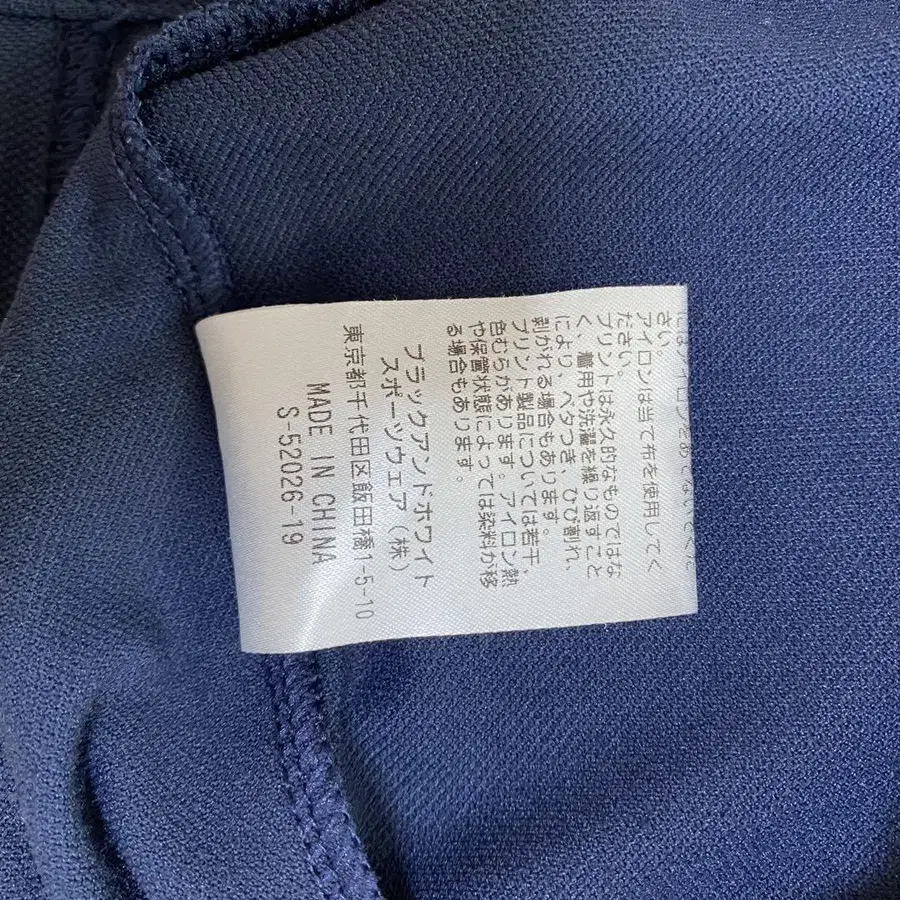 さい。
アイロンは当て布を使用してく
ださい。
プリントは永久的なものではな
く、着用や洗濯を繰り返すこと
により、ベタつき、ひび割れ、
剥がれる場合もあります。
プリント製品については若干、
色むらがあります。アイロン熱
や保管状態によっては染料が移
る場合もあります。
ブラックアンドホワイト
スポーツウェア（株）
東京都千代田区飯田橋1-5-10
MADE IN CHINA
S-52026-19